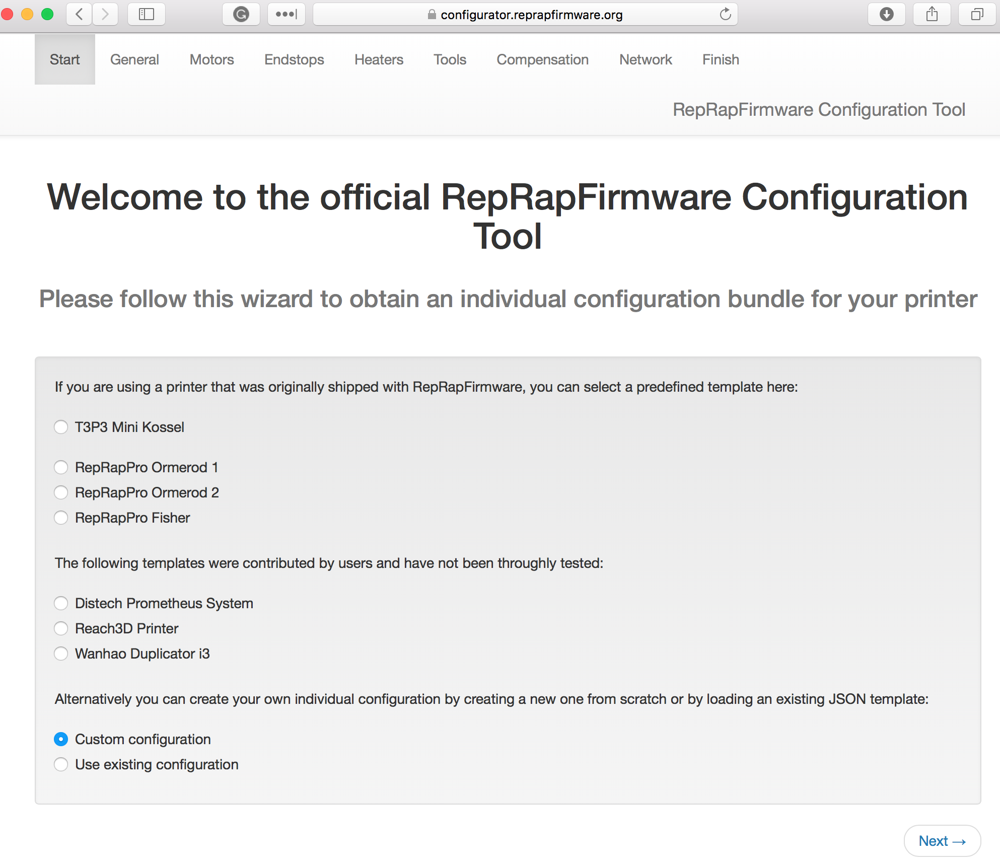 configurator.reprapfirmware.org
Start General Motors Endstops Heaters Tools Compensation Network Finish
RepRapFirmware Configuration Tool
Welcome to the official RepRapFirmware Configuration
Tool
Please follow this wizard to obtain an individual configuration bundle for your printer
If you are using a printer that was originally shipped with RepRapFirmware, you can select a predefined template here:
T3P3 Mini Kossel
RepRapPro Ormerod 1
RepRapPro Ormerod 2
RepRapPro Fisher
The following templates were contributed by users and have not been throughly tested:
Distech Prometheus System
Reach3D Printer
Wanhao Duplicator i3
Alternatively you can create your own individual configuration by creating a new one from scratch or by loading an existing JSON template:
Custom configuration
Use existing configuration
Next →